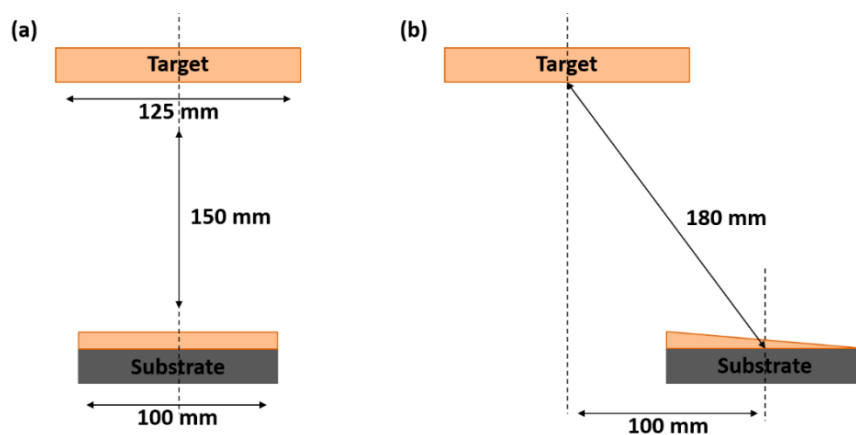 (a)
Target
125 mm
150 mm
Substrate
100 mm
(b)
Target
180 mm
Substrate
100 mm